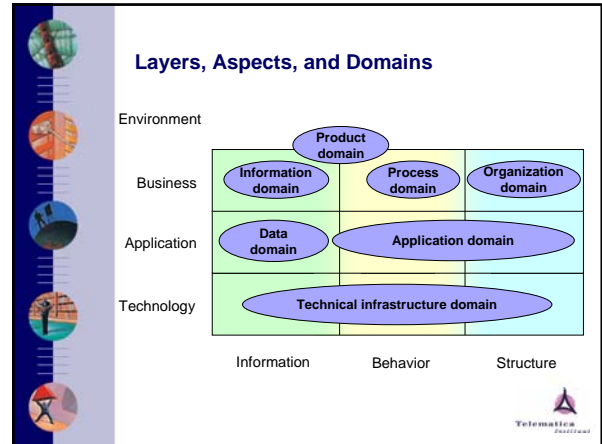 Layers, Aspects, and Domains
Environment
Product
domain
Business
Information
domain
Process
domain
Organization
domain
Application
Data
domain
Application domain
Technology
Technical infrastructure domain
Information
Behavior
Structure
Telematica
Instituut